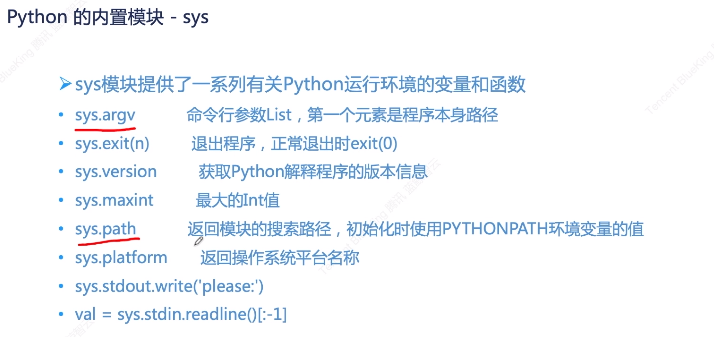 Python 的内置模块 - sys
➢sys模块提供了一系列有关Python运行环境的变量和函数
• sys.argv 命令行参数List，第一个元素是程序本身路径
• sys.exit(n) 退出程序，正常退出时exit(0)
• sys.version 获取Python解释程序的版本信息
• sys.maxint 最大的Int值
• sys.path 返回模块的搜索路径，初始化时使用PYTHONPATH环境变量的值
• sys.platform 返回操作系统平台名称
• sys.stdout.write('please:')
• val = sys.stdin.readline()[:-1]